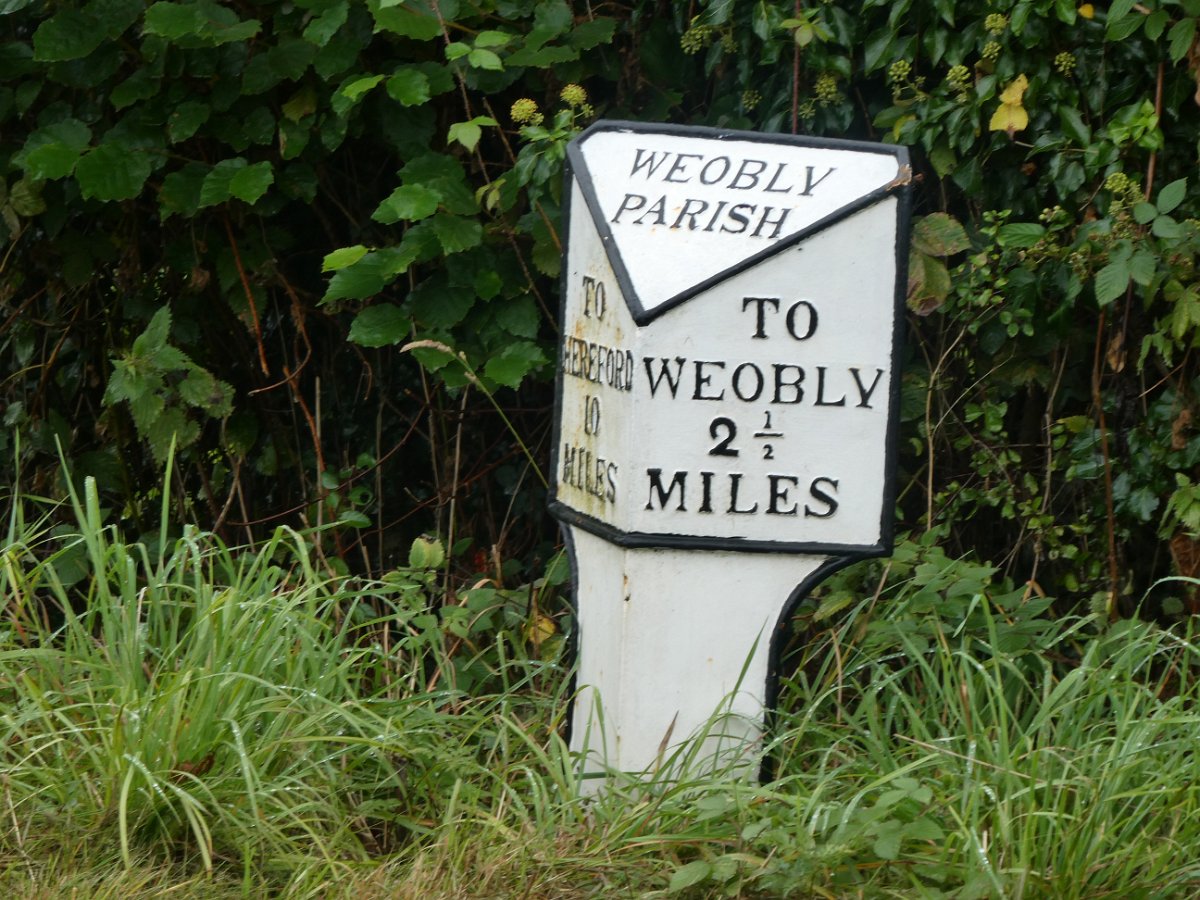 WEOBLY
PARISH
TO
HEREFORD
10
MILES
TO
WEOBLY
2 1/2
MILES